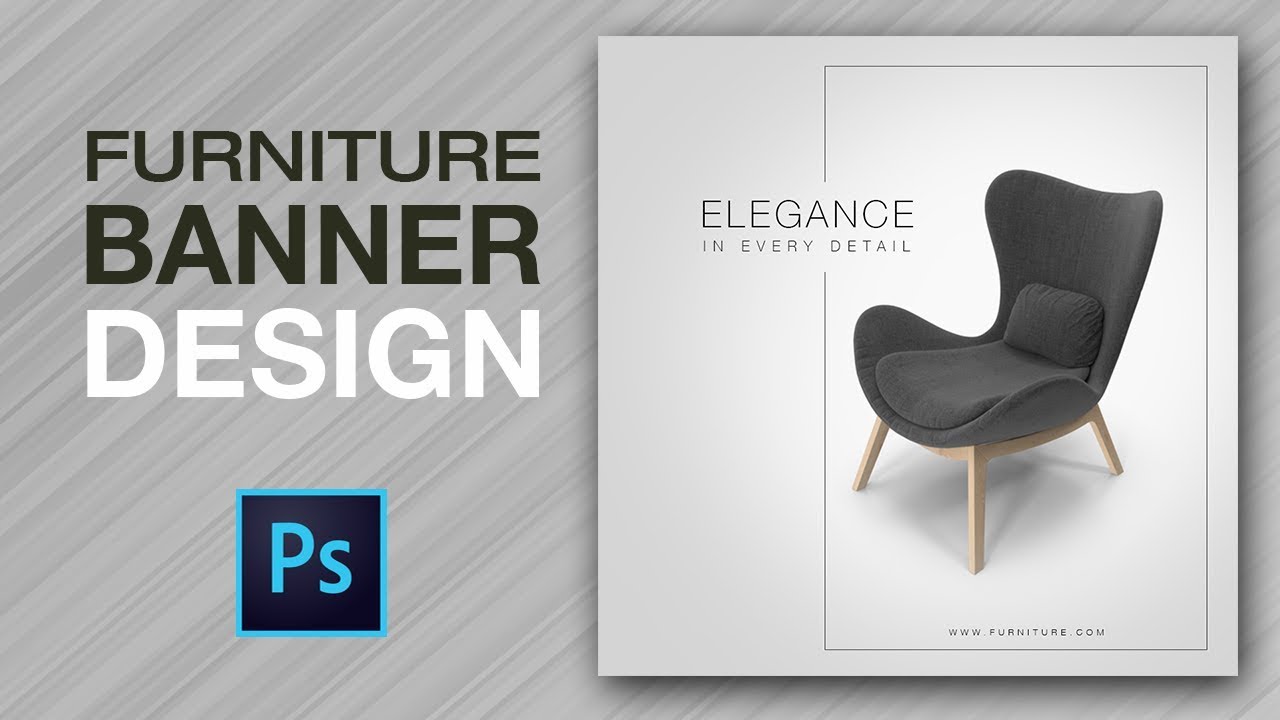 FURNITURE
BANNER
DESIGN
Ps
ELEGANCE
IN EVERY DETAIL
WWW.FURNITURE.COM